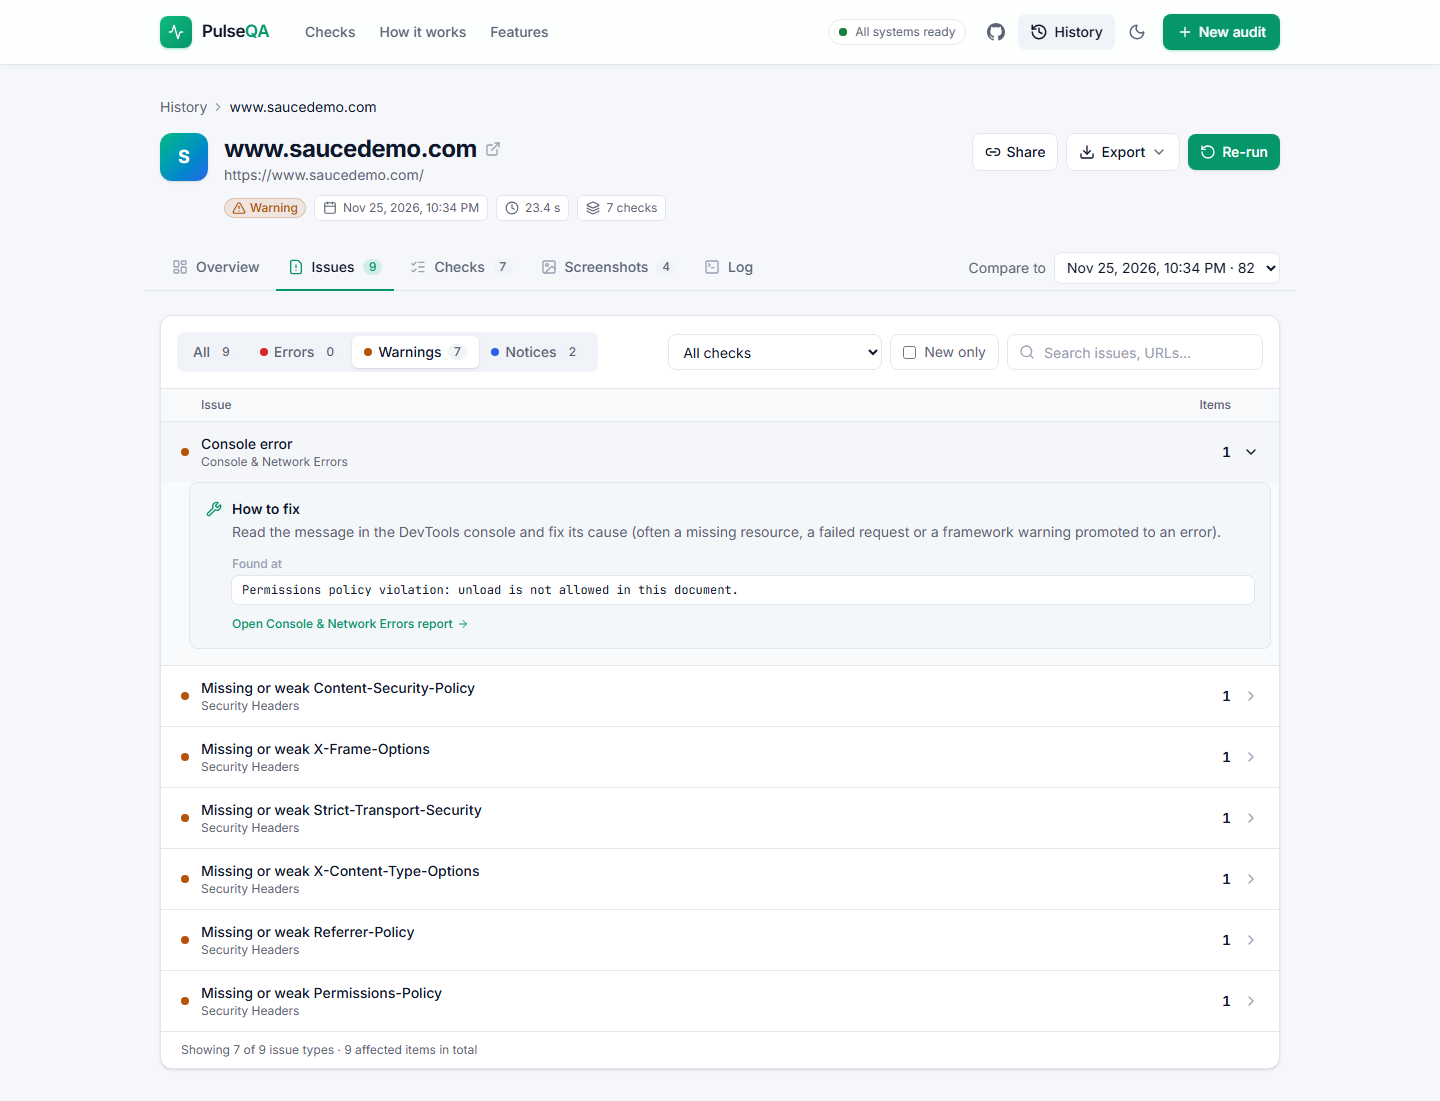 PulseQA
Checks
How it works
Features
All systems ready
History
New audit
History > www.saucedemo.com
S
www.saucedemo.com
https://www.saucedemo.com/
Share
Export
Re-run
Warning
Nov 25, 2026, 10:34 PM
23.4 s
7 checks
Overview
Issues 9
Checks 7
Screenshots 4
Log
Compare to
Nov 25, 2026, 10:34 PM · 82
All 9
Errors 0
Warnings 7
Notices 2
All checks
New only
Search issues, URLs...
Issue
Items
Console error
1
Console & Network Errors
How to fix
Read the message in the DevTools console and fix its cause (often a missing resource, a failed request or a framework warning promoted to an error).
Found at
Permissions policy violation: unload is not allowed in this document.
Open Console & Network Errors report →
Missing or weak Content-Security-Policy
1
Security Headers
Missing or weak X-Frame-Options
1
Security Headers
Missing or weak Strict-Transport-Security
1
Security Headers
Missing or weak X-Content-Type-Options
1
Security Headers
Missing or weak Referrer-Policy
1
Security Headers
Missing or weak Permissions-Policy
1
Security Headers
Showing 7 of 9 issue types · 9 affected items in total